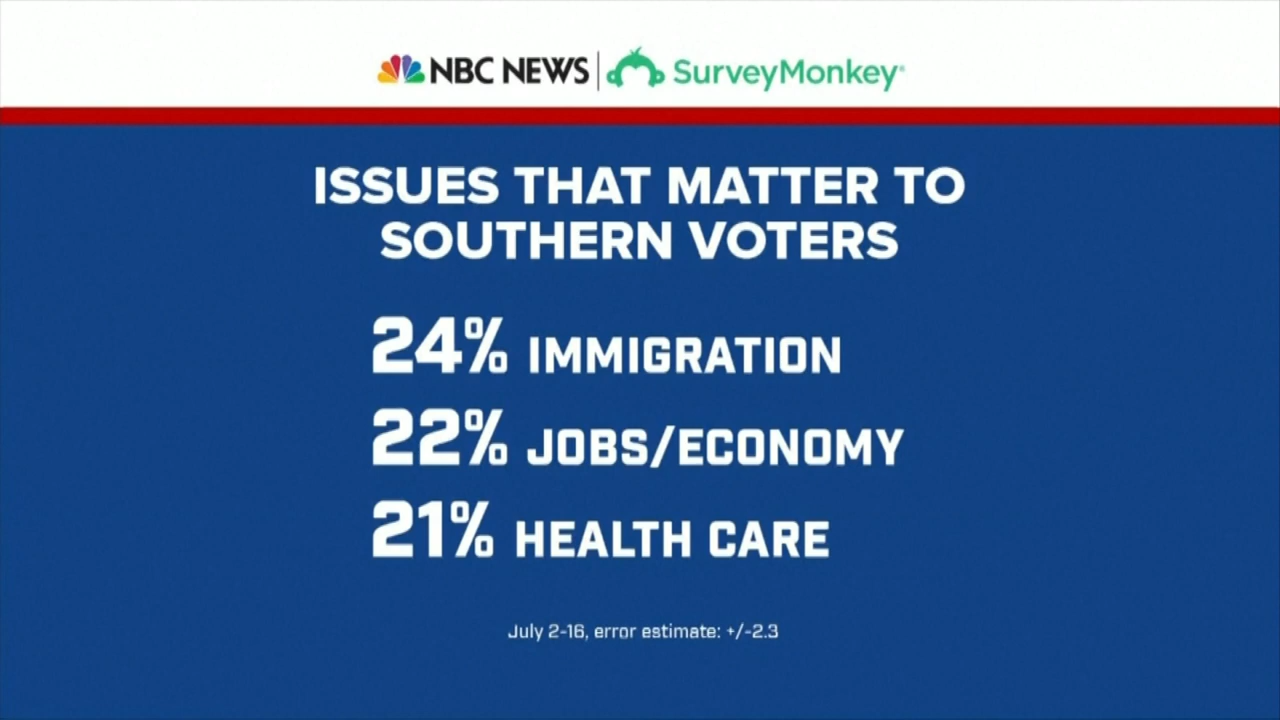 NBC NEWS | SurveyMonkey®
ISSUES THAT MATTER TO
SOUTHERN VOTERS
24% IMMIGRATION
22% JOBS/ECONOMY
21% HEALTH CARE
July 2-16, error estimate: +/-2.3